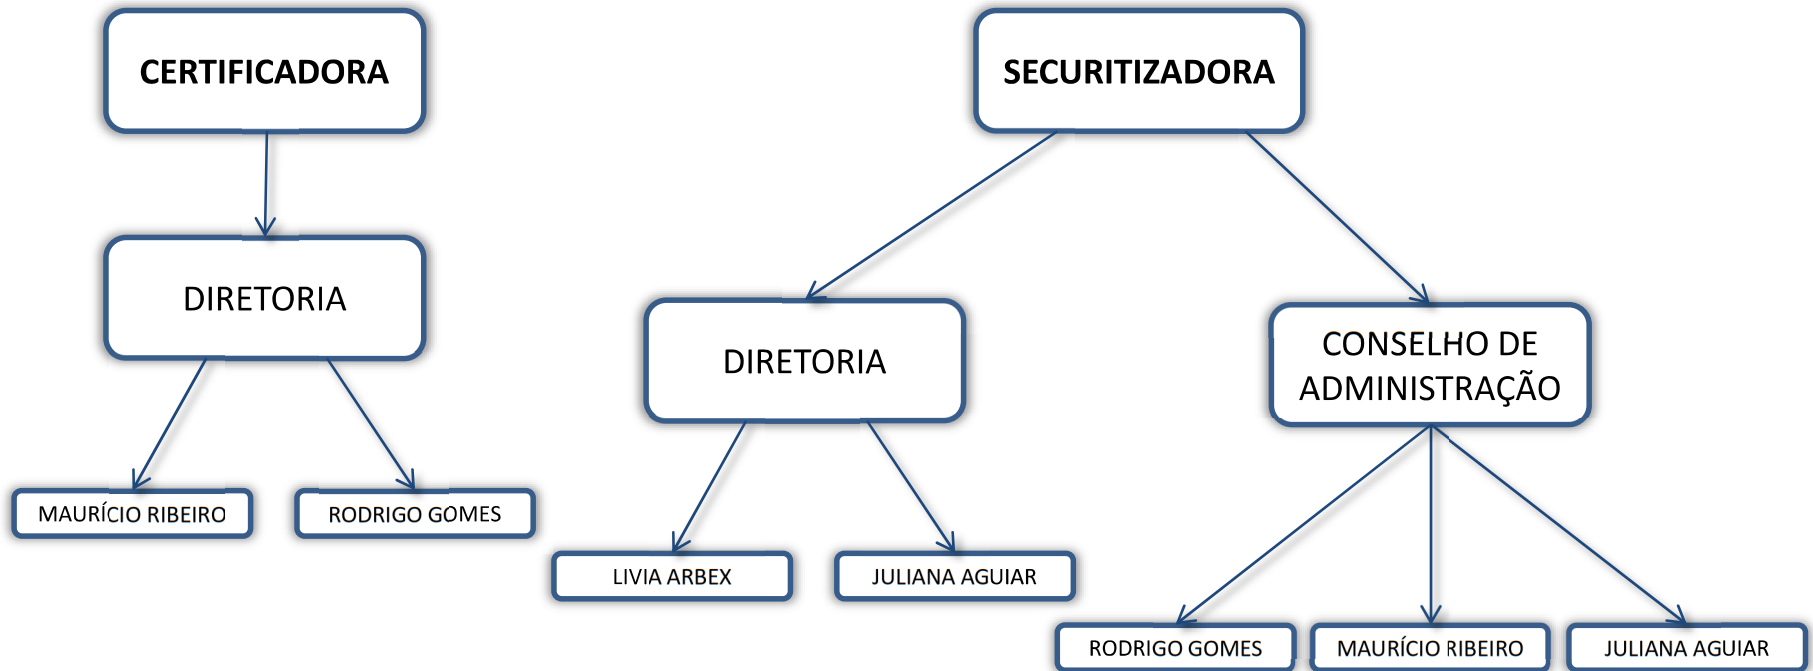 CERTIFICADORA
DIRETORIA
MAURÍCIO RIBEIRO
RODRIGO GOMES
SECURITIZADORA
DIRETORIA
LIVIA ARBEX
JULIANA AGUIAR
CONSELHO DE
ADMINISTRAÇÃO
RODRIGO GOMES
MAURÍCIO RIBEIRO
JULIANA AGUIAR